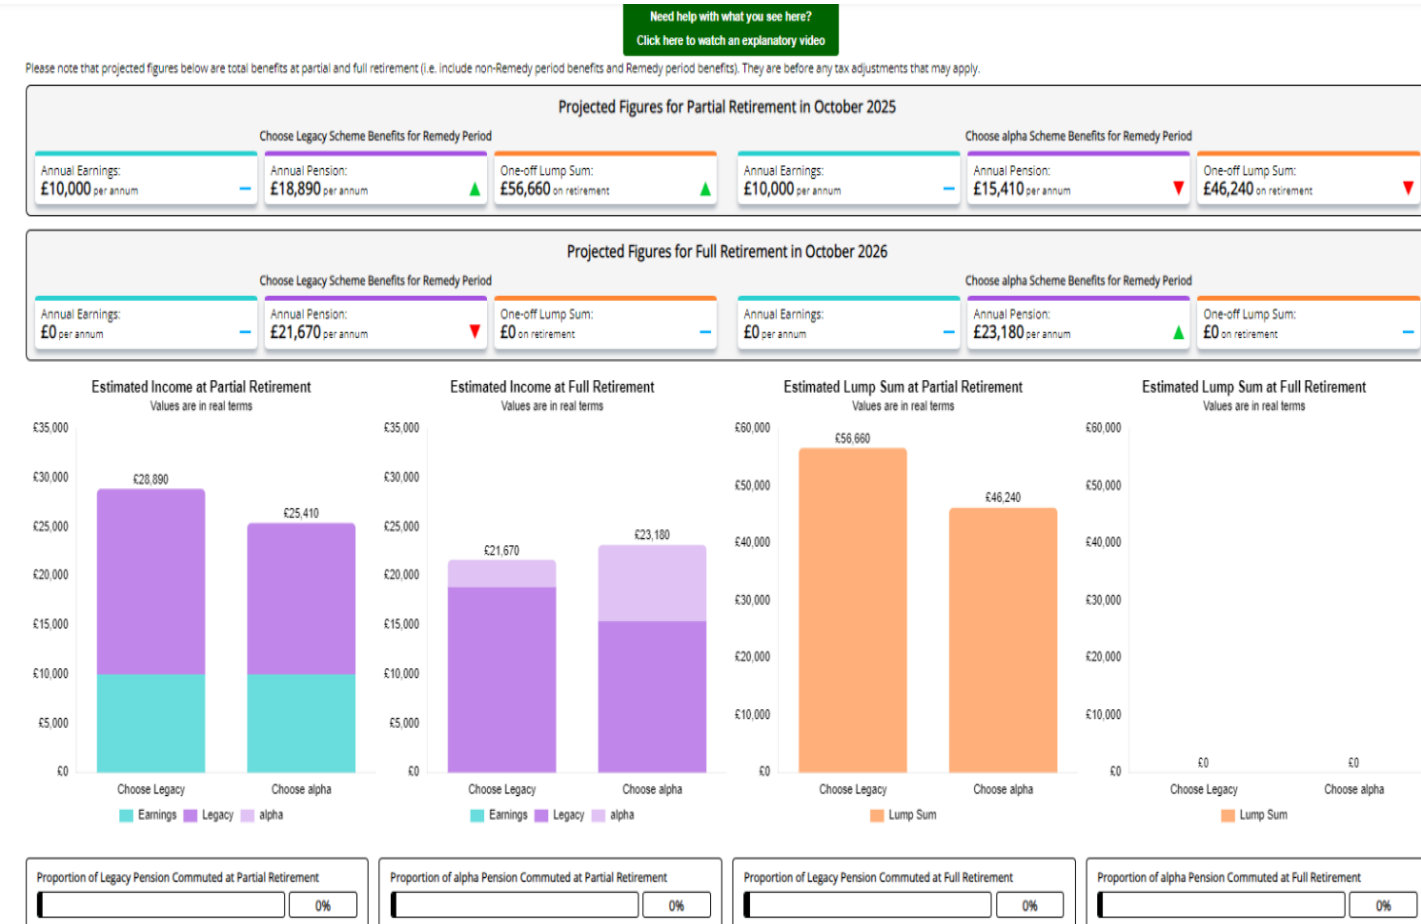 Need help with what you see here?
Click here to watch an explanatory video
Please note that projected figures below are total benefits at partial and full retirement (i.e. include non-Remedy period benefits and Remedy period benefits). They are before any tax adjustments that may apply.
Projected Figures for Partial Retirement in October 2025
Choose Legacy Scheme Benefits for Remedy Period
Choose alpha Scheme Benefits for Remedy Period
Annual Earnings:
£10,000 per annum
Annual Pension:
£18,890 per annum
One-off Lump Sum:
£56,660 on retirement
Annual Earnings:
£10,000 per annum
Annual Pension:
£15,410 per annum
One-off Lump Sum:
£46,240 on retirement
Projected Figures for Full Retirement in October 2026
Choose Legacy Scheme Benefits for Remedy Period
Choose alpha Scheme Benefits for Remedy Period
Annual Earnings:
£0 per annum
Annual Pension:
£21,670 per annum
One-off Lump Sum:
£0 on retirement
Annual Earnings:
£0 per annum
Annual Pension:
£23,180 per annum
One-off Lump Sum:
£0 on retirement
Estimated Income at Partial Retirement
Values are in real terms
£35,000
£30,000
£25,000
£20,000
£15,000
£10,000
£5,000
£0
£28,890
£25,410
Choose Legacy
Choose alpha
Earnings Legacy alpha
Estimated Income at Full Retirement
Values are in real terms
£35,000
£30,000
£25,000
£20,000
£15,000
£10,000
£5,000
£0
£21,670
£23,180
Choose Legacy
Choose alpha
Earnings Legacy alpha
Estimated Lump Sum at Partial Retirement
Values are in real terms
£60,000
£50,000
£40,000
£30,000
£20,000
£10,000
£0
£56,660
£46,240
Choose Legacy
Choose alpha
Lump Sum
Estimated Lump Sum at Full Retirement
Values are in real terms
£60,000
£50,000
£40,000
£30,000
£20,000
£10,000
£0
£0
£0
Choose Legacy
Choose alpha
Lump Sum
Proportion of Legacy Pension Commuted at Partial Retirement
0%
Proportion of alpha Pension Commuted at Partial Retirement
0%
Proportion of Legacy Pension Commuted at Full Retirement
0%
Proportion of alpha Pension Commuted at Full Retirement
0%